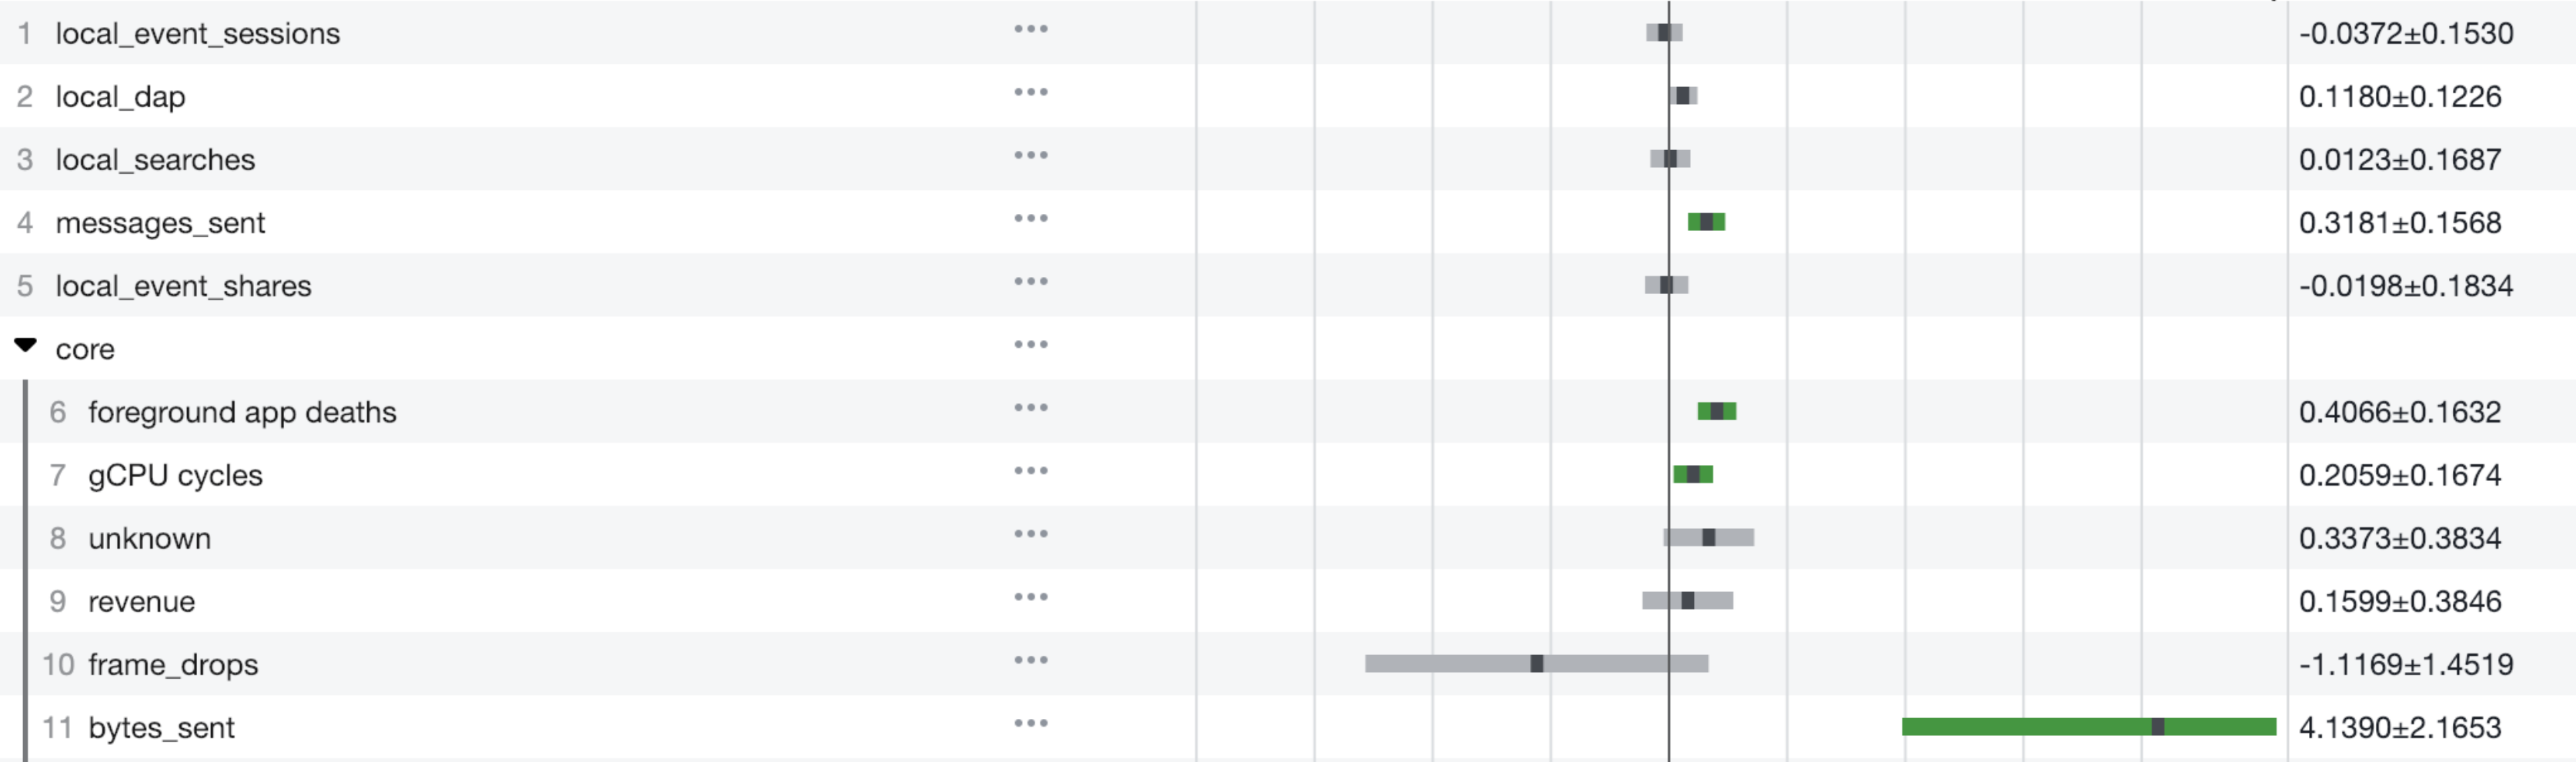 1 local_event_sessions ••• -0.0372±0.1530
2 local_dap ••• 0.1180±0.1226
3 local_searches ••• 0.0123±0.1687
4 messages_sent ••• 0.3181±0.1568
5 local_event_shares ••• -0.0198±0.1834
core •••
6 foreground app deaths ••• 0.4066±0.1632
7 gCPU cycles ••• 0.2059±0.1674
8 unknown ••• 0.3373±0.3834
9 revenue ••• 0.1599±0.3846
10 frame_drops ••• -1.1169±1.4519
11 bytes_sent ••• 4.1390±2.1653